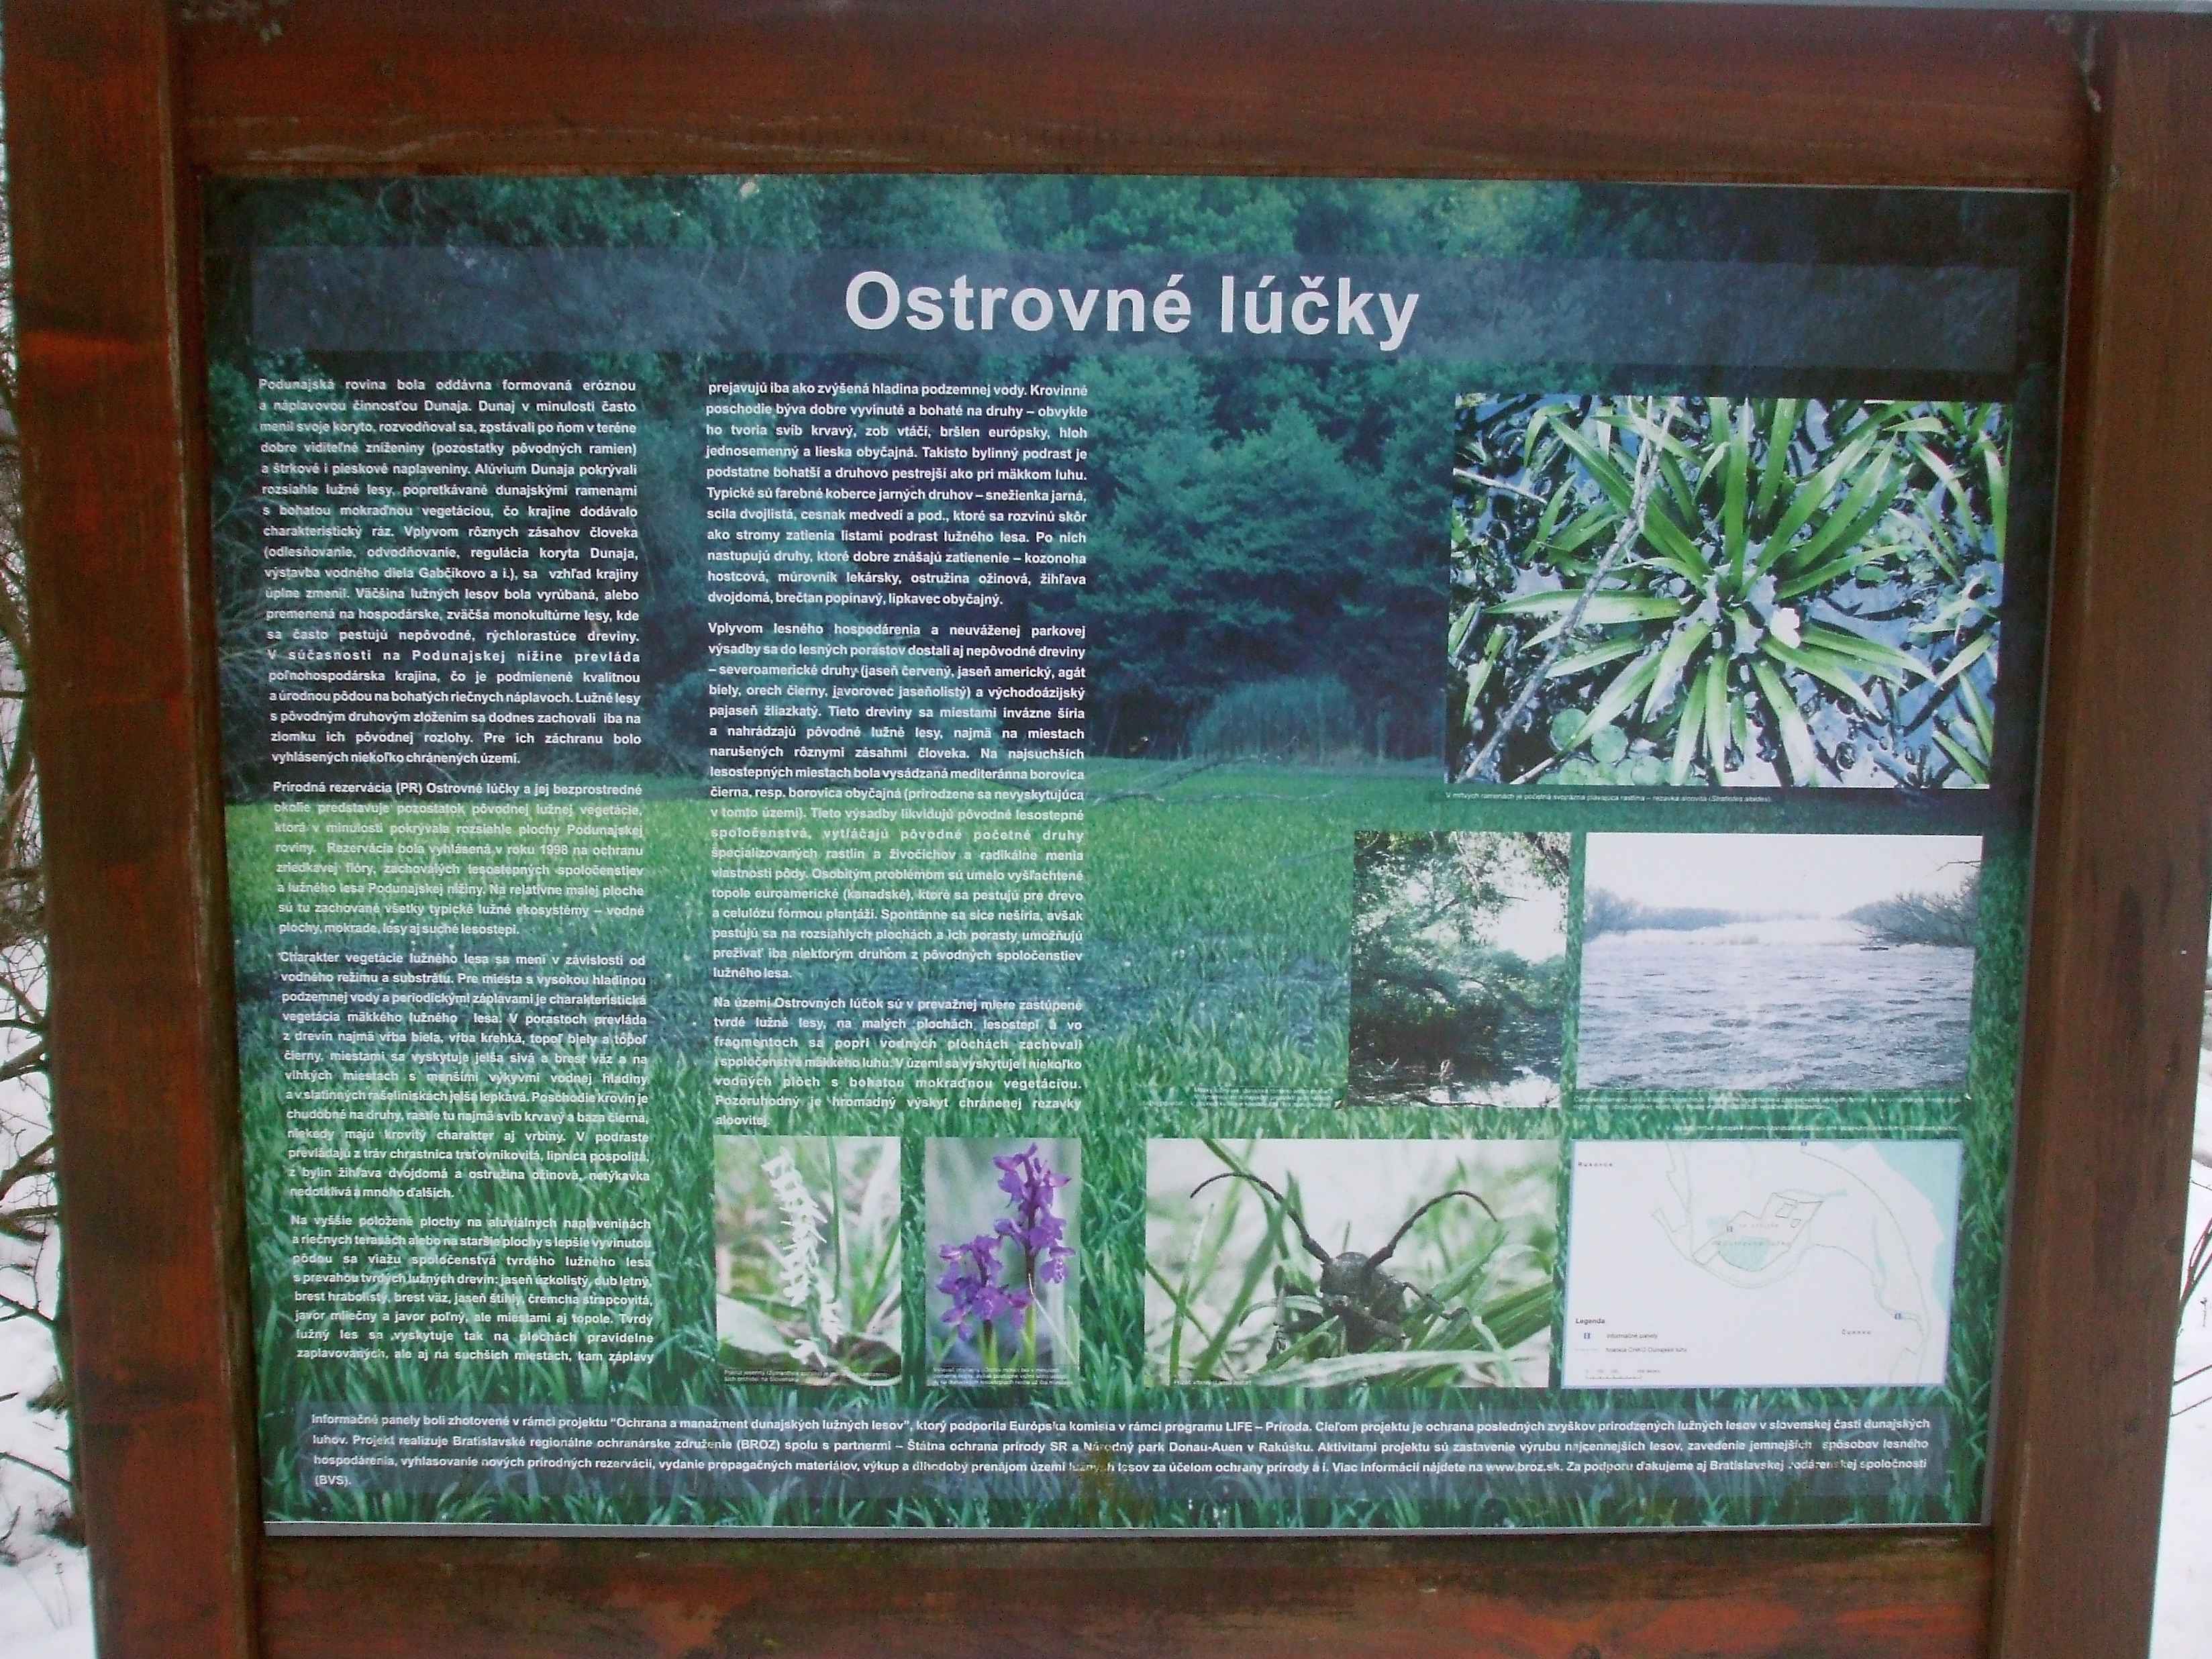 Ostrovné lúčky
Podunajská rovina bola oddávna formovaná eróznou
a náplavovou činnosťou Dunaja. Dunaj v minulosti často
menil svoje koryto, rozvodňoval sa, zostávali po ňom v teréne
dobre viditeľné zníženiny (pozostatky pôvodných ramien)
a štrkové i pieskové naplaveniny. Alúvium Dunaja pokrývali
rozsiahle lužné lesy, popretkávané dunajskými ramenami
s bohatou mokraďnou vegetáciou, čo krajine dodávalo
charakteristický ráz. Vplyvom rôznych zásahov človeka
(odlesňovanie, odvodňovanie, regulácia koryta Dunaja,
výstavba vodného diela Gabčíkovo a i.), sa vzhľad krajiny
úplne zmenil. Väčšina lužných lesov bola vyrúbaná, alebo
premenená na hospodárske, zväčša monokultúrne lesy, kde
sa často pestujú nepôvodné, rýchlorastúce dreviny.
V súčasnosti na Podunajskej nížine prevláda
poľnohospodárska krajina, čo je podmienené kvalitnou
a úrodnou pôdou na bohatých riečnych náplavoch. Lužné lesy
s pôvodným druhovým zložením sa dodnes zachovali iba na
zlomku ich pôvodnej rozlohy. Pre ich záchranu bolo
vyhlásených niekoľko chránených území.
Prírodná rezervácia (PR) Ostrovné lúčky a jej bezprostredné
okolie predstavuje pozostatok pôvodnej lužnej vegetácie,
ktorá v minulosti pokrývala rozsiahle plochy Podunajskej
roviny. Rezervácia bola vyhlásená v roku 1998 na ochranu
zriedkavej flóry, zachovalých lesostepných spoločenstiev
a lužného lesa Podunajskej nížiny. Na relatívne malej ploche
sú tu zachované všetky typické lužné ekosystémy – vodné
plochy, mokrade, lesy aj suché lesostepi.
Charakter vegetácie lužného lesa sa mení v závislosti od
vodného režimu a substrátu. Pre miesta s vysokou hladinou
podzemnej vody a periodickými záplavami je charakteristická
vegetácia mäkkého lužného lesa. V porastoch prevláda
z drevín najmä vŕba biela, vŕba krehká, topoľ biely a topoľ
čierny, miestami sa vyskytuje jelša sivá a brest väz a na
vlhkých miestach s menšími výkyvmi vodnej hladiny
a v slatinných rašeliniskách jelša lepkavá. Poschodie krovín je
chudobné na druhy, rastie tu najmä svíb krvavý a baza čierna,
niekedy majú krovitý charakter aj vŕbiny. V podraste
prevládajú z tráv chrastnica trsťovníkovitá, lipnica pospolitá,
z bylín žihľava dvojdomá a ostružina ožinová, netýkavka
nedotklivá a mnoho ďalších.
Na vyššie položené plochy na aluviálnych naplaveninách
a riečnych terasách alebo na staršie plochy s lepšie vyvinutou
pôdou sa viažu spoločenstvá tvrdého lužného lesa
s prevahou tvrdých lužných drevín: jaseň úzkolistý, dub letný,
brest hrabolistý, brest väz, jaseň štíhly, čremcha strapcovitá,
javor mliečny a javor poľný, ale miestami aj topole. Tvrdý
lužný les sa vyskytuje tak na plochách pravidelne
zaplavovaných, ale aj na suchších miestach, kam záplavy
prejavujú iba ako zvýšená hladina podzemnej vody. Krovinné
poschodie býva dobre vyvinuté a bohaté na druhy – obvykle
ho tvoria svíb krvavý, zob vtáčí, bršlen európsky, hloh
jednosemenný a lieska obyčajná. Takisto bylinný podrast je
podstatne bohatší a druhovo pestrejší ako pri mäkkom luhu.
Typické sú farebné koberce jarných druhov – snežienka jarná,
scila dvojlistá, cesnak medvedí a pod., ktoré sa rozvinú skôr
ako stromy zatienia listami podrast lužného lesa. Po nich
nastupujú druhy, ktoré dobre znášajú zatienenie – kozonoha
hostcová, múrovník lekársky, ostružina ožinová, žihľava
dvojdomá, brečtan popínavý, lipkavec obyčajný.
Vplyvom lesného hospodárenia a neuváženej parkovej
výsadby sa do lesných porastov dostali aj nepôvodné dreviny
– severoamerické druhy (jaseň červený, jaseň americký, agát
biely, orech čierny, javorovec jaseňolistý) a východoázijský
pajaseň žliazkatý. Tieto dreviny sa miestami invázne šíria
a nahrádzajú pôvodné lužné lesy, najmä na miestach
narušených rôznymi zásahmi človeka. Na najsuchších
lesostepných miestach bola vysádzaná mediteránna borovica
čierna, resp. borovica obyčajná (prirodzene sa nevyskytujúca
v tomto území). Tieto výsadby likvidujú pôvodné lesostepné
spoločenstvá, vytláčajú pôvodné početné druhy
špecializovaných rastlín a živočíchov a radikálne menia
vlastnosti pôdy. Osobitým problémom sú umelo vyšľachtené
topole euroamerické (kanadské), ktoré sa pestujú pre drevo
a celulózu formou plantáží. Spontánne sa síce nešíria, avšak
pestujú sa na rozsiahlych plochách a ich porasty umožňujú
prežívať iba niektorým druhom z pôvodných spoločenstiev
lužného lesa.
Na území Ostrovných lúčok sú v prevažnej miere zastúpené
tvrdé lužné lesy, na malých plochách lesostepi a vo
fragmentoch sa popri vodných plochách zachovali
i spoločenstvá mäkkého luhu. V území sa vyskytuje i niekoľko
vodných plôch s bohatou mokraďnou vegetáciou.
Pozoruhodný je hromadný výskyt chránenej rezavky
aloovitej.
V mŕtvych ramenách je početná svojrázna plávajúca rastlina – rezavka aloovitá (Stratiotes aloides).
Rusovce
Čunovo
Legenda
informačné panely
hranica CHKO Dunajské luhy
Informačné panely boli zhotovené v rámci projektu "Ochrana a manažment dunajských lužných lesov", ktorý podporila Európska komisia v rámci programu LIFE – Príroda. Cieľom projektu je ochrana posledných zvyškov prirodzených lužných lesov v slovenskej časti dunajských
luhov. Projekt realizuje Bratislavské regionálne ochranárske združenie (BROZ) spolu s partnermi – Štátna ochrana prírody SR a Národný park Donau-Auen v Rakúsku. Aktivitami projektu sú zastavenie výrubu najcennejších lesov, zavedenie jemnejších spôsobov lesného
hospodárenia, vyhlasovanie nových prírodných rezervácií, vydanie propagačných materiálov, výkup a dlhodobý prenájom území lužných lesov za účelom ochrany prírody a i. Viac informácií nájdete na www.broz.sk. Za podporu ďakujeme aj Bratislavskej vodárenskej spoločnosti
(BVS).